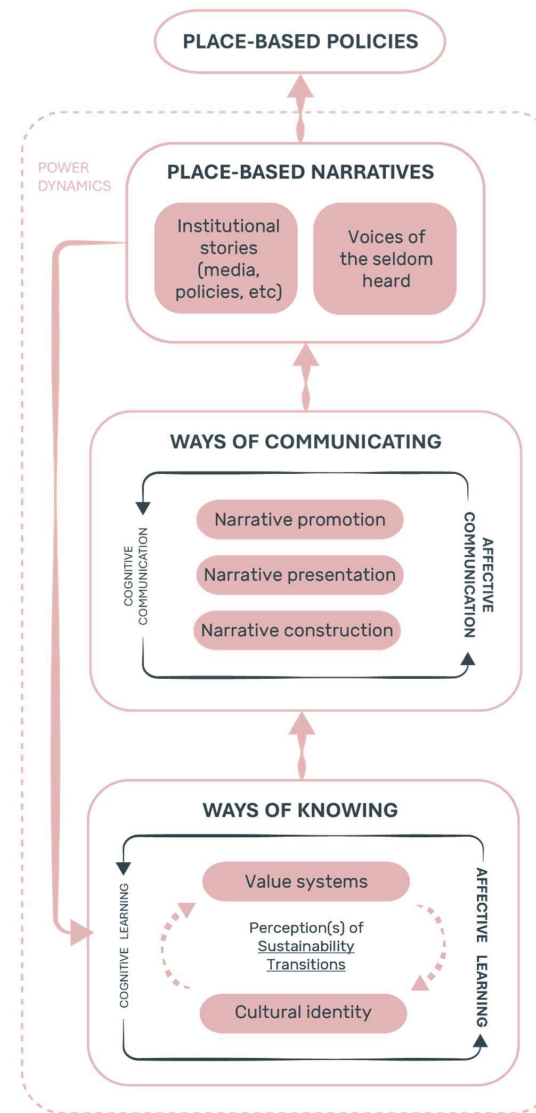 PLACE-BASED POLICIES
POWER
DYNAMICS
PLACE-BASED NARRATIVES
Institutional
stories
(media,
policies, etc)
Voices of
the seldom
heard
WAYS OF COMMUNICATING
COGNITIVE
COMMUNICATION
Narrative promotion
Narrative presentation
Narrative construction
AFFECTIVE
COMMUNICATION
WAYS OF KNOWING
COGNITIVE LEARNING
Value systems
Perception(s) of
Sustainability
Transitions
Cultural identity
AFFECTIVE LEARNING